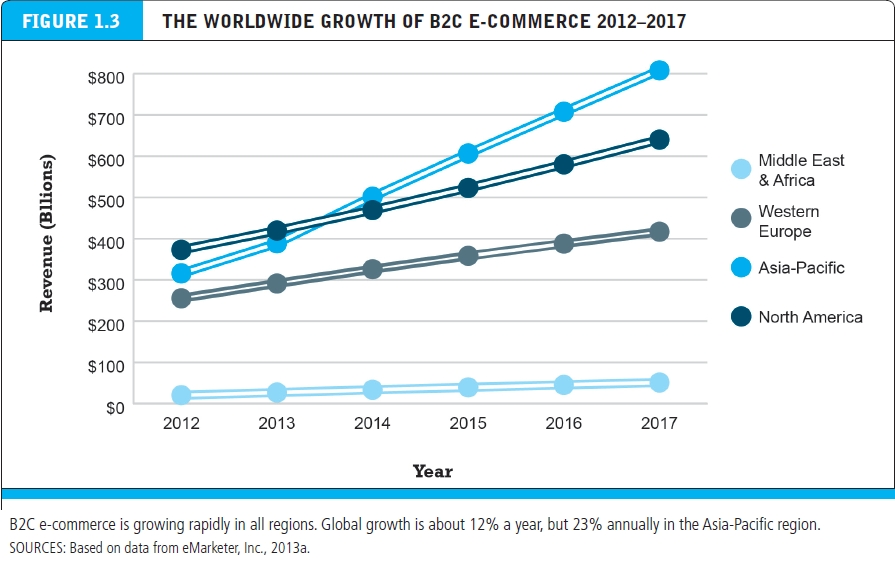 FIGURE 1.3 THE WORLDWIDE GROWTH OF B2C E-COMMERCE 2012–2017
$800
$700
$600
$500
$400
$300
$200
$100
$0
Revenue (Billions)
2012 2013 2014 2015 2016 2017
Year
Middle East
& Africa
Western
Europe
Asia-Pacific
North America
B2C e-commerce is growing rapidly in all regions. Global growth is about 12% a year, but 23% annually in the Asia-Pacific region.
SOURCES: Based on data from eMarketer, Inc., 2013a.